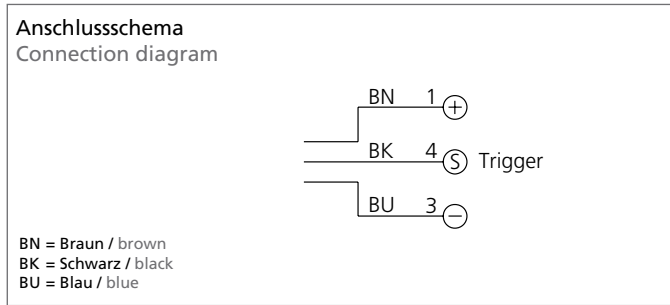 Anschlussschema
Connection diagram
BN 1 +
BK 4 S Trigger
BU 3 −
BN = Braun / brown
BK = Schwarz / black
BU = Blau / blue